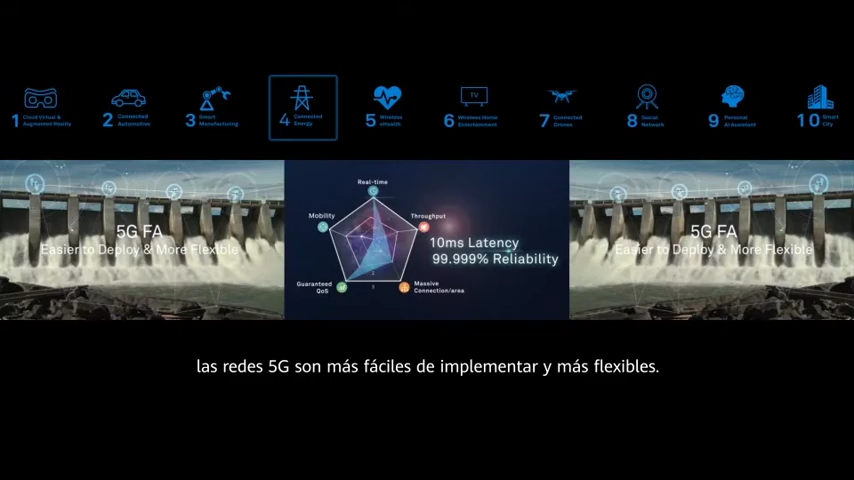 1 Cloud Virtual & Augmented Reality
2 Connected Automotive
3 Smart Manufacturing
4 Connected Energy
5 Wireless eHealth
6 Wireless Home Entertainment
TV
7 Connected Drones
8 Social Network
9 Personal AI Assistant
10 Smart City
5G FA
Easier to Deploy & More Flexible
Real-time
Mobility
Throughput
10ms Latency
99.999% Reliability
Guaranteed
QoS
Massive
Connection/area
5G FA
Easier to Deploy & More Flexible
las redes 5G son más fáciles de implementar y más flexibles.